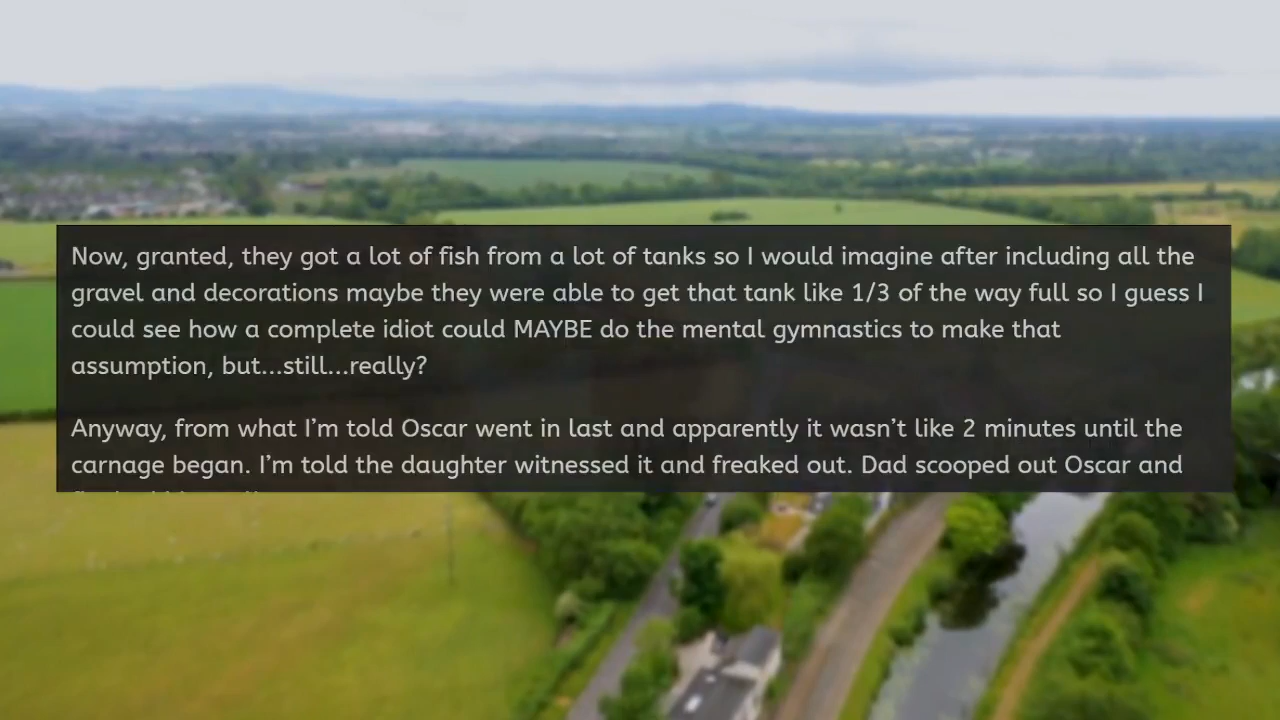 Now, granted, they got a lot of fish from a lot of tanks so I would imagine after including all the
gravel and decorations maybe they were able to get that tank like 1/3 of the way full so I guess I
could see how a complete idiot could MAYBE do the mental gymnastics to make that
assumption, but...still...really?
Anyway, from what I’m told Oscar went in last and apparently it wasn’t like 2 minutes until the
carnage began. I’m told the daughter witnessed it and freaked out. Dad scooped out Oscar and